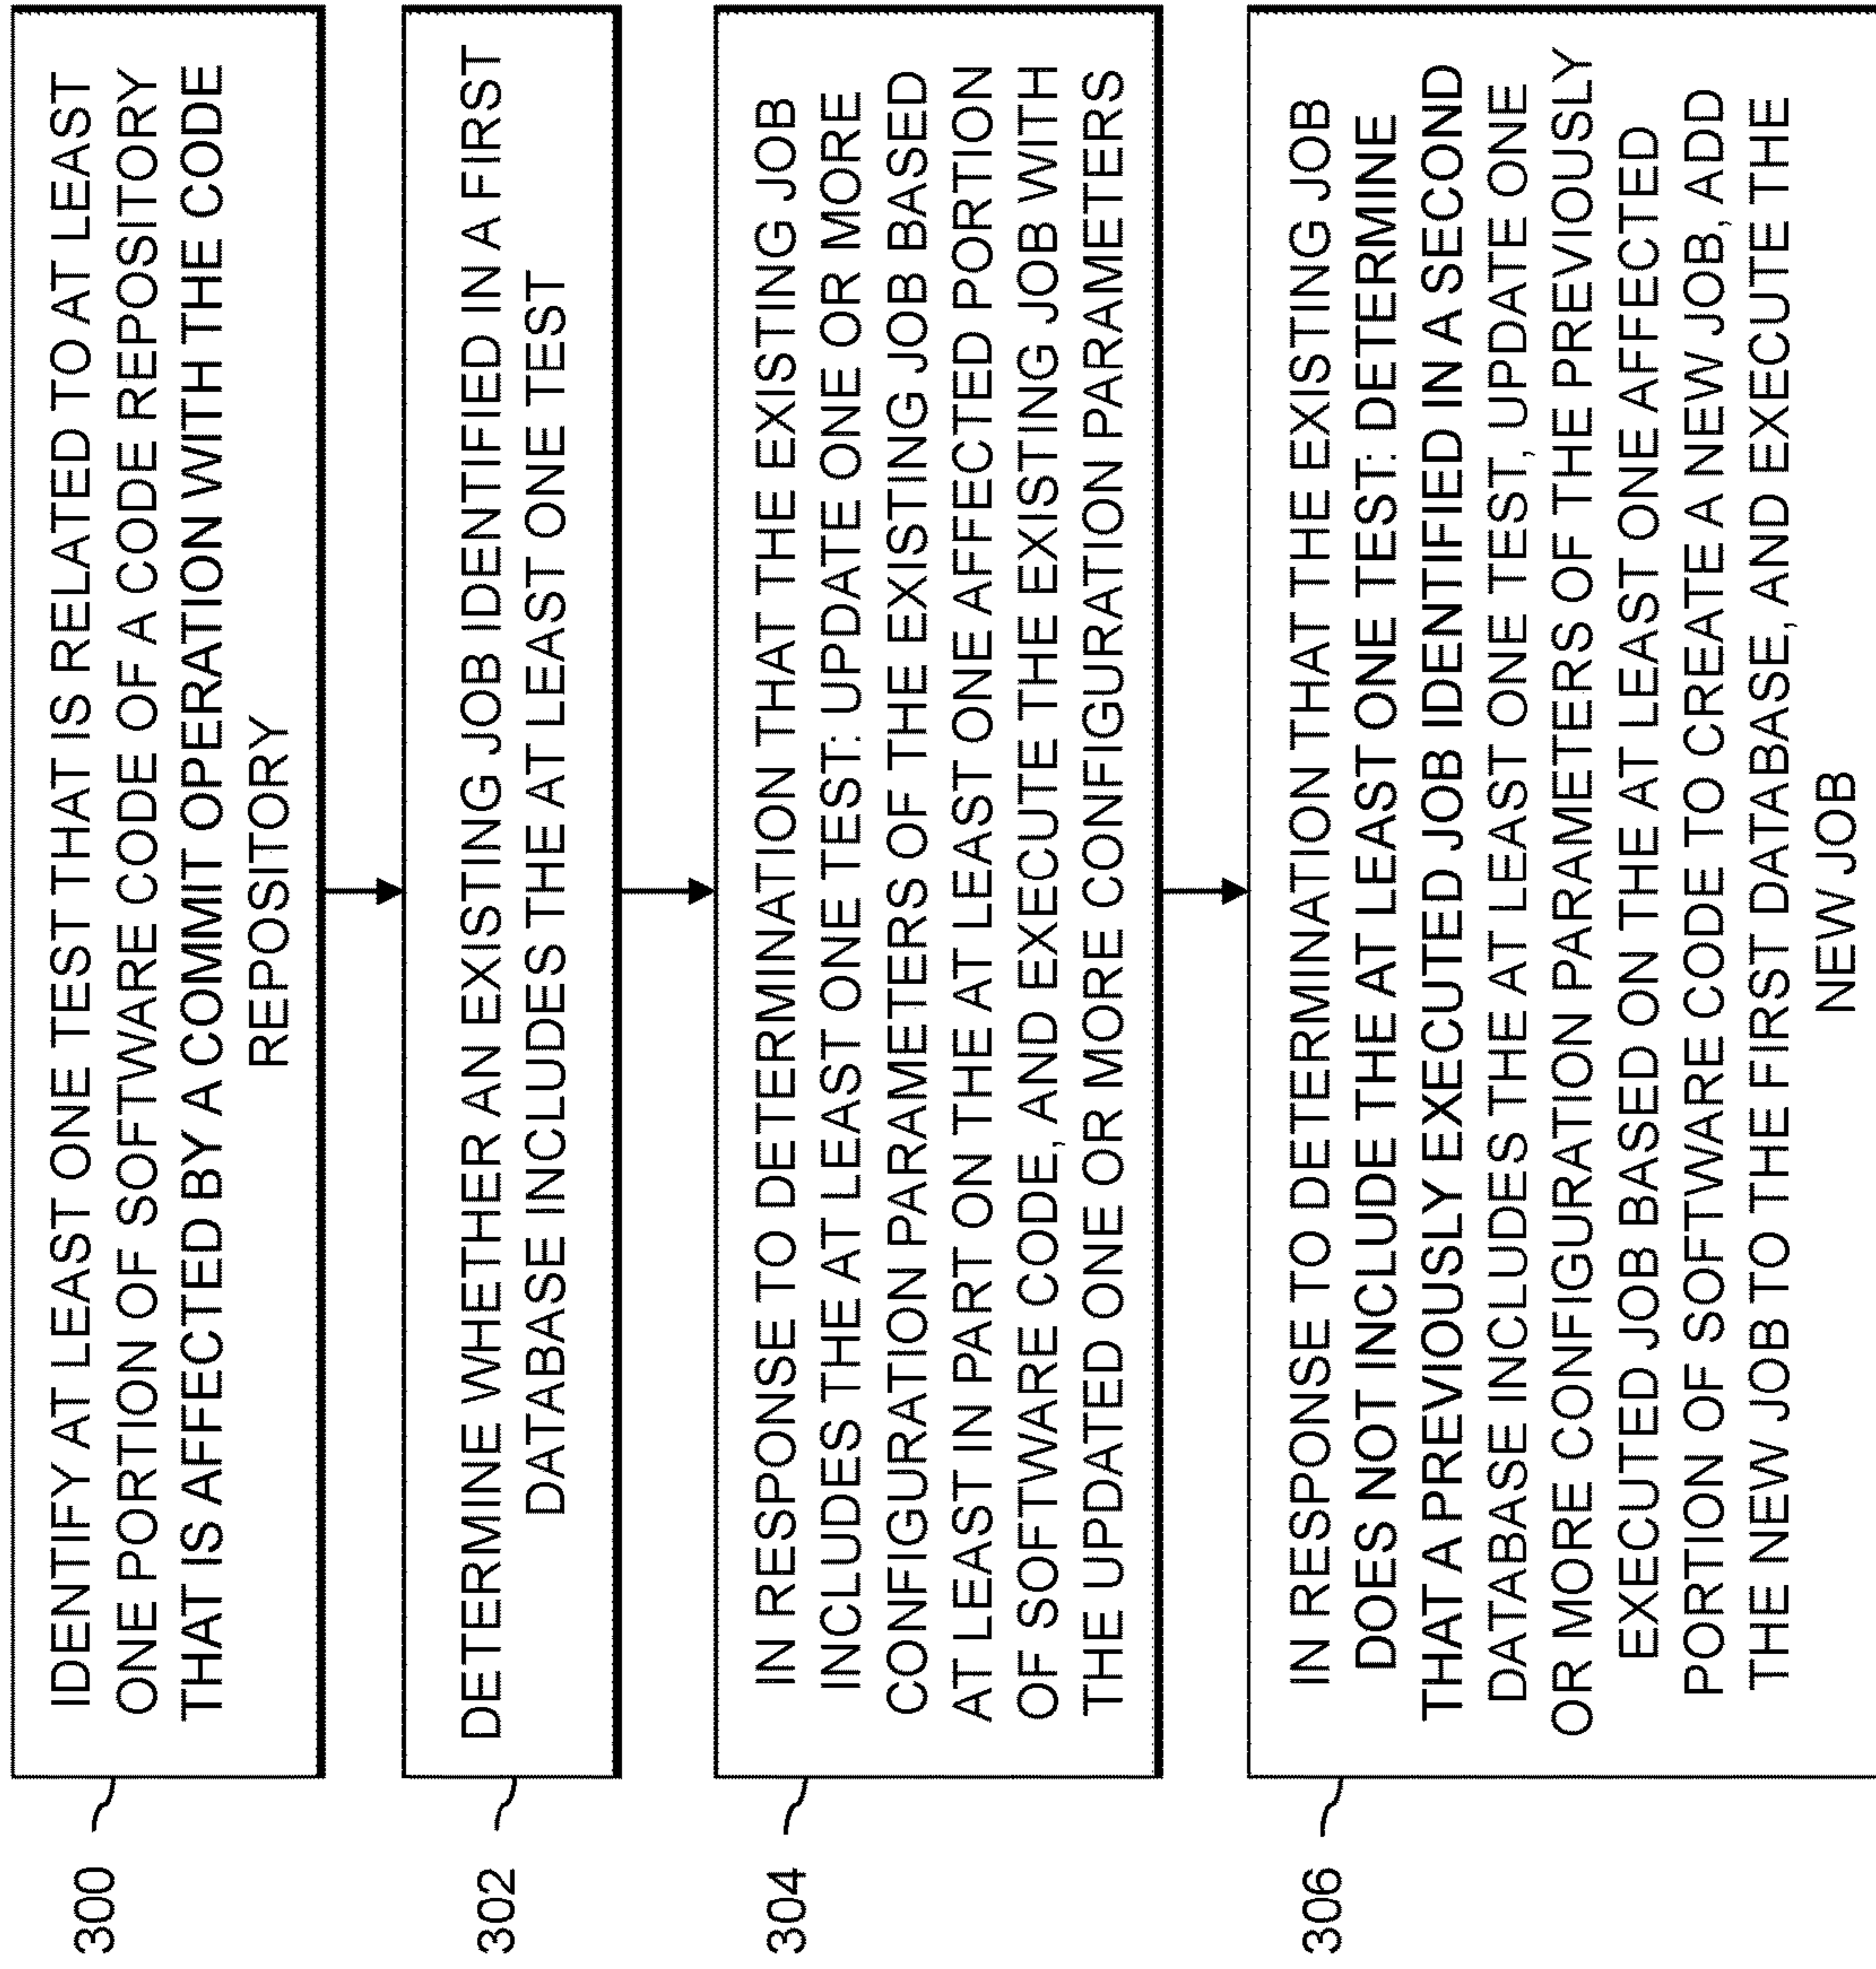 300
IDENTIFY AT LEAST ONE TEST THAT IS RELATED TO AT LEAST
ONE PORTION OF SOFTWARE CODE OF A CODE REPOSITORY
THAT IS AFFECTED BY A COMMIT OPERATION WITH THE CODE
REPOSITORY
302
DETERMINE WHETHER AN EXISTING JOB IDENTIFIED IN A FIRST
DATABASE INCLUDES THE AT LEAST ONE TEST
304
IN RESPONSE TO DETERMINATION THAT THE EXISTING JOB
INCLUDES THE AT LEAST ONE TEST: UPDATE ONE OR MORE
CONFIGURATION PARAMETERS OF THE EXISTING JOB BASED
AT LEAST IN PART ON THE AT LEAST ONE AFFECTED PORTION
OF SOFTWARE CODE, AND EXECUTE THE EXISTING JOB WITH
THE UPDATED ONE OR MORE CONFIGURATION PARAMETERS
306
IN RESPONSE TO DETERMINATION THAT THE EXISTING JOB
DOES NOT INCLUDE THE AT LEAST ONE TEST: DETERMINE
THAT A PREVIOUSLY EXECUTED JOB IDENTIFIED IN A SECOND
DATABASE INCLUDES THE AT LEAST ONE TEST, UPDATE ONE
OR MORE CONFIGURATION PARAMETERS OF THE PREVIOUSLY
EXECUTED JOB BASED ON THE AT LEAST ONE AFFECTED
PORTION OF SOFTWARE CODE TO CREATE A NEW JOB, ADD
THE NEW JOB TO THE FIRST DATABASE, AND EXECUTE THE
NEW JOB